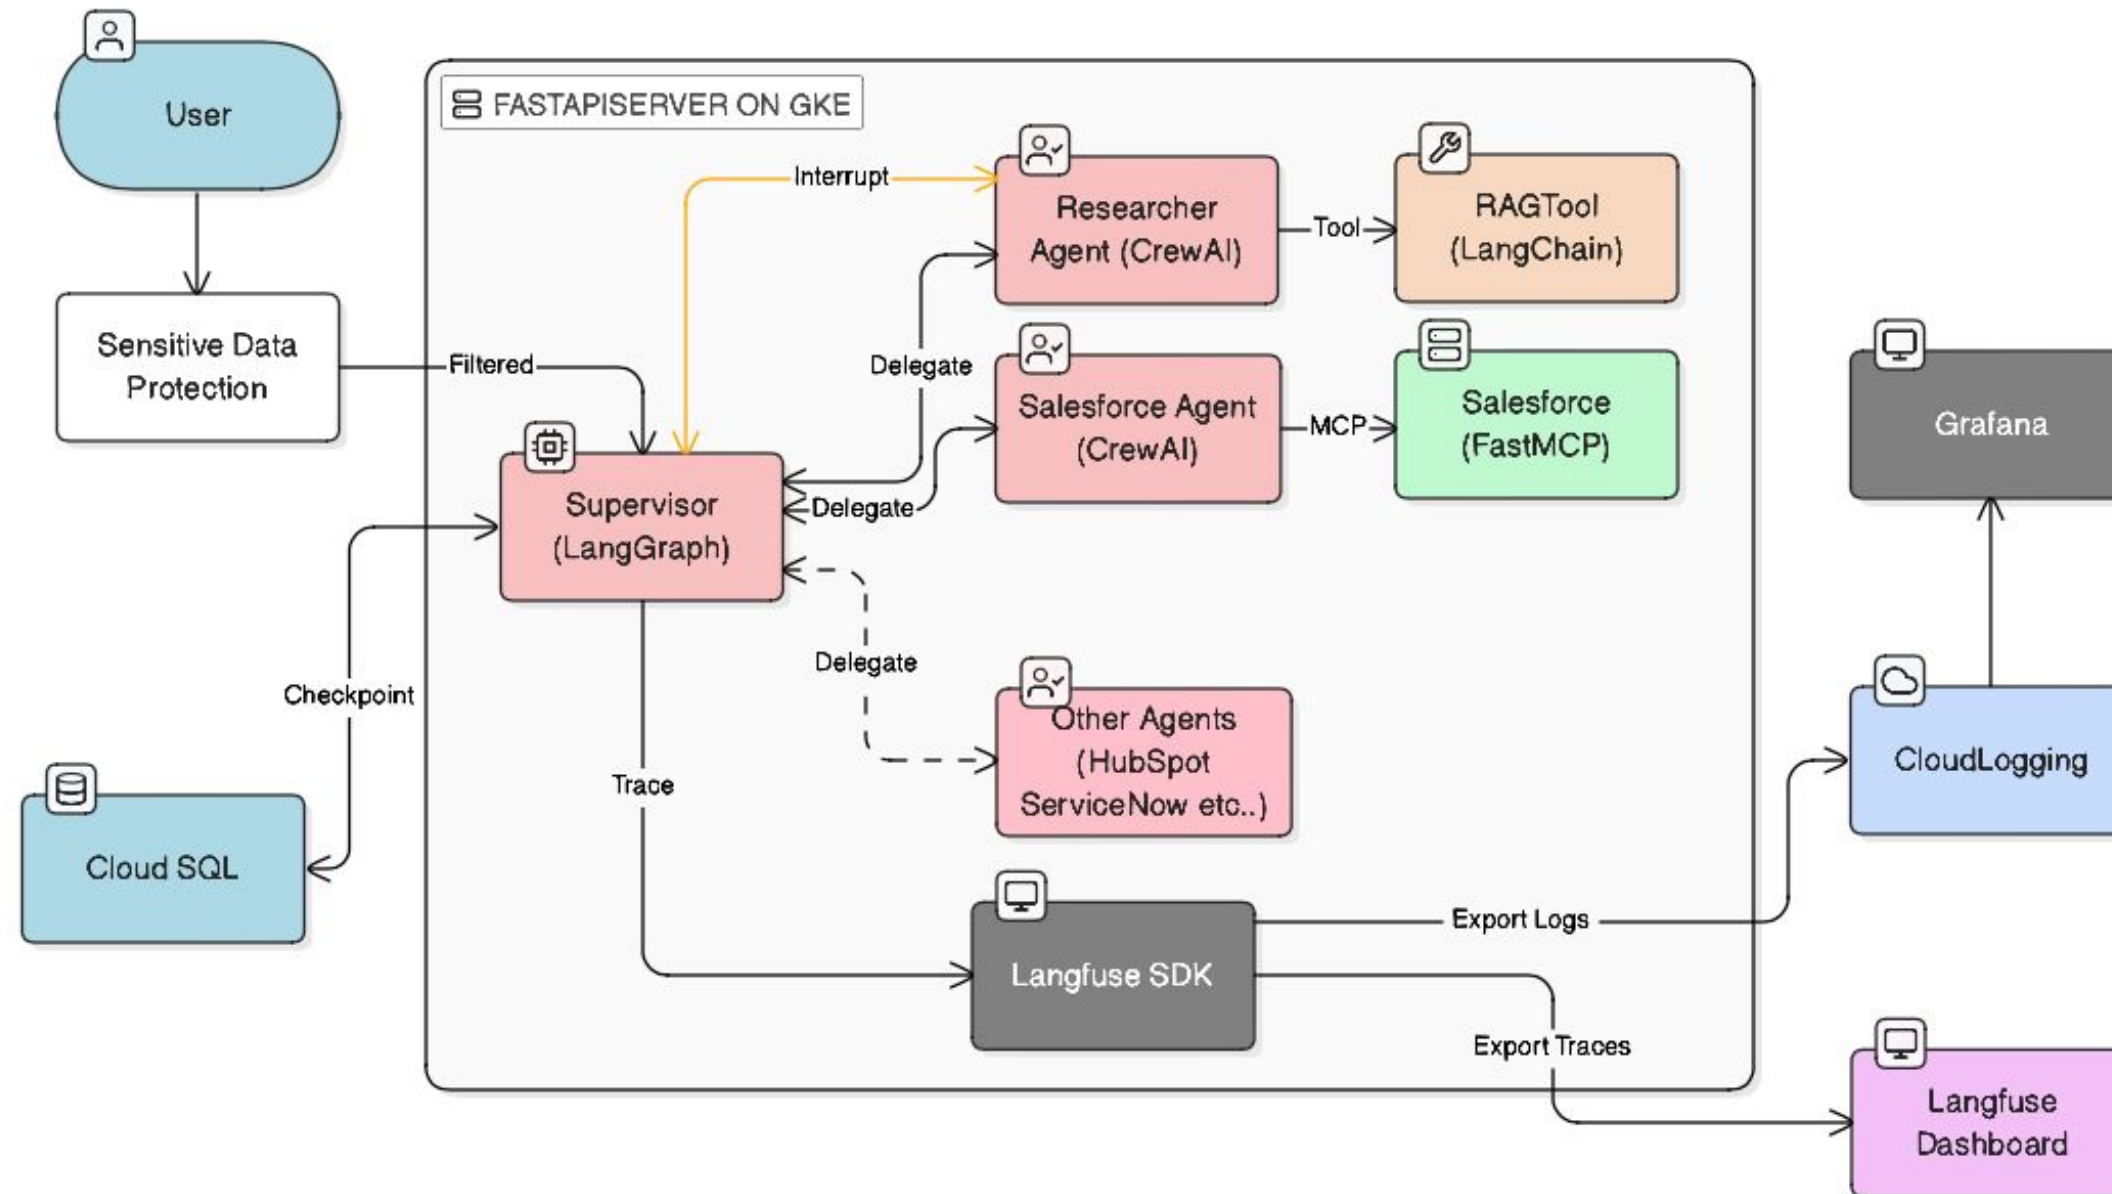 User
FASTAPISERVER ON GKE
Interrupt
Researcher
Agent (CrewAI)
Tool
RAGTool
(LangChain)
Sensitive Data
Protection
Filtered
Delegate
Salesforce Agent
(CrewAI)
MCP
Salesforce
(FastMCP)
Grafana
Supervisor
(LangGraph)
Delegate
Delegate
Checkpoint
Other Agents
(HubSpot
ServiceNow etc..)
Trace
CloudLogging
Cloud SQL
Export Logs
Langfuse SDK
Export Traces
Langfuse
Dashboard